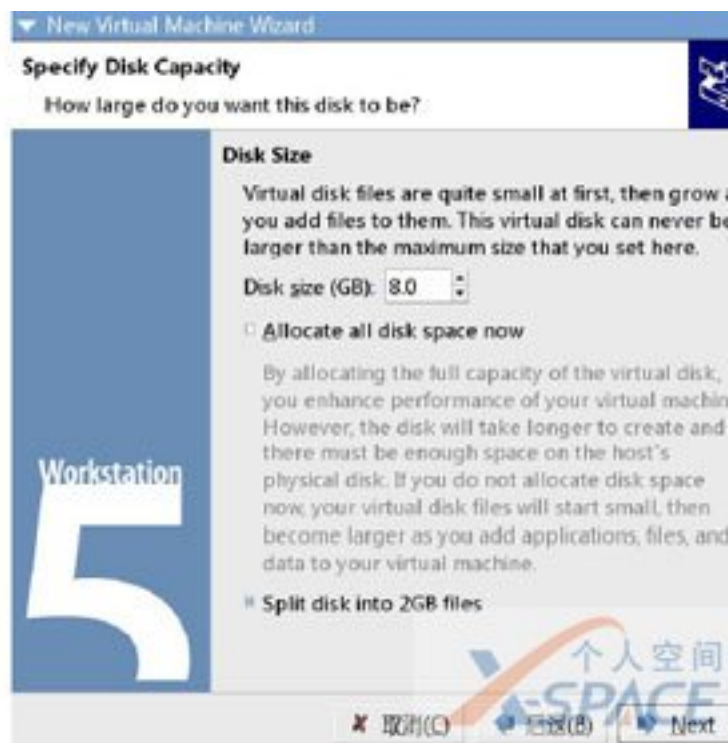 New Virtual Machine Wizard
Specify Disk Capacity
How large do you want this disk to be?
Disk Size
Virtual disk files are quite small at first, then grow a
you add files to them. This virtual disk can never be
larger than the maximum size that you set here.
Disk size (GB): 8.0
Allocate all disk space now
By allocating the full capacity of the virtual disk,
you enhance performance of your virtual machin
However, the disk will take longer to create and
there must be enough space on the host's
physical disk. If you do not allocate disk space
now, your virtual disk files will start small, then
become larger as you add applications, files, and
data to your virtual machine.
Workstation
5
Split disk into 2GB files
个人空间
X-SPACE
取消(C) 后退(B) Next